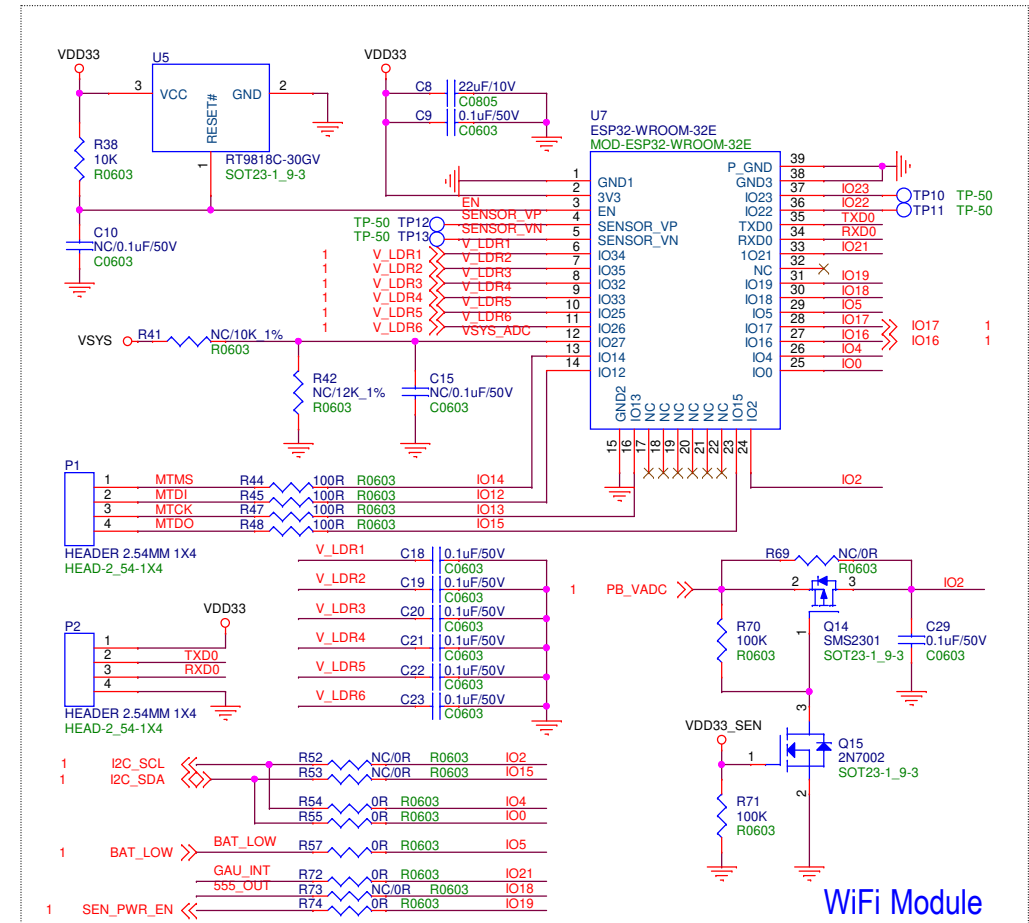 VDD33
U5
3
VCC
GND
2
RESET#
1
R38
10K
R0603
RT9818C-30GV
SOT23-1_9-3
C10
NC/0.1uF/50V
C0603
VDD33
C8
22uF/10V
C0805
C9
0.1uF/50V
C0603
U7
ESP32-WROOM-32E
MOD-ESP32-WROOM-32E
1
GND1
2
3V3
EN
3
EN
TP-50
TP12
SENSOR_VP
4
SENSOR_VP
TP-50
TP13
SENSOR_VN
5
SENSOR_VN
1
V_LDR1
V_LDR1
6
IO34
1
V_LDR2
V_LDR2
7
IO35
1
V_LDR3
V_LDR3
8
IO32
1
V_LDR4
V_LDR4
9
IO33
1
V_LDR5
V_LDR5
10
IO25
1
V_LDR6
V_LDR6
11
IO26
VSYS_ADC
12
IO27
13
IO14
14
IO12
P_GND
39
GND3
38
IO23
37
IO23
TP10
TP-50
IO22
36
IO22
TP11
TP-50
TXD0
35
TXD0
RXD0
34
RXD0
1O21
33
IO21
NC
32
IO19
31
IO19
IO18
30
IO18
IO5
29
IO5
IO17
28
IO17
IO17
1
IO16
27
IO16
IO16
1
IO4
26
IO4
IO0
25
IO0
GND2
IO13
NC
NC
NC
NC
NC
NC
IO15
IO2
15
16
17
18
19
20
21
22
23
24
IO2
VSYS
R41
NC/10K_1%
R0603
R42
NC/12K_1%
R0603
C15
NC/0.1uF/50V
C0603
P1
1
MTMS
R44
100R
R0603
IO14
2
MTDI
R45
100R
R0603
IO12
3
MTCK
R47
100R
R0603
IO13
4
MTDO
R48
100R
R0603
IO15
HEADER 2.54MM 1X4
HEAD-2_54-1X4
V_LDR1
C18
0.1uF/50V
C0603
V_LDR2
C19
0.1uF/50V
C0603
V_LDR3
C20
0.1uF/50V
C0603
V_LDR4
C21
0.1uF/50V
C0603
V_LDR5
C22
0.1uF/50V
C0603
V_LDR6
C23
0.1uF/50V
C0603
VDD33
P2
1
2
TXD0
3
RXD0
4
HEADER 2.54MM 1X4
HEAD-2_54-1X4
R69
NC/0R
R0603
1
PB_VADC
2
3
IO2
1
R70
100K
R0603
Q14
SMS2301
SOT23-1_9-3
C29
0.1uF/50V
C0603
VDD33_SEN
3
1
2
Q15
2N7002
SOT23-1_9-3
R71
100K
R0603
1
I2C_SCL
R52
NC/0R
R0603
IO2
1
I2C_SDA
R53
NC/0R
R0603
IO15
R54
0R
R0603
IO4
R55
0R
R0603
IO0
1
BAT_LOW
BAT_LOW
R57
0R
R0603
IO5
GAU_INT
R72
0R
R0603
IO21
555_OUT
R73
NC/0R
R0603
IO18
1
SEN_PWR_EN
R74
0R
R0603
IO19
WiFi Module